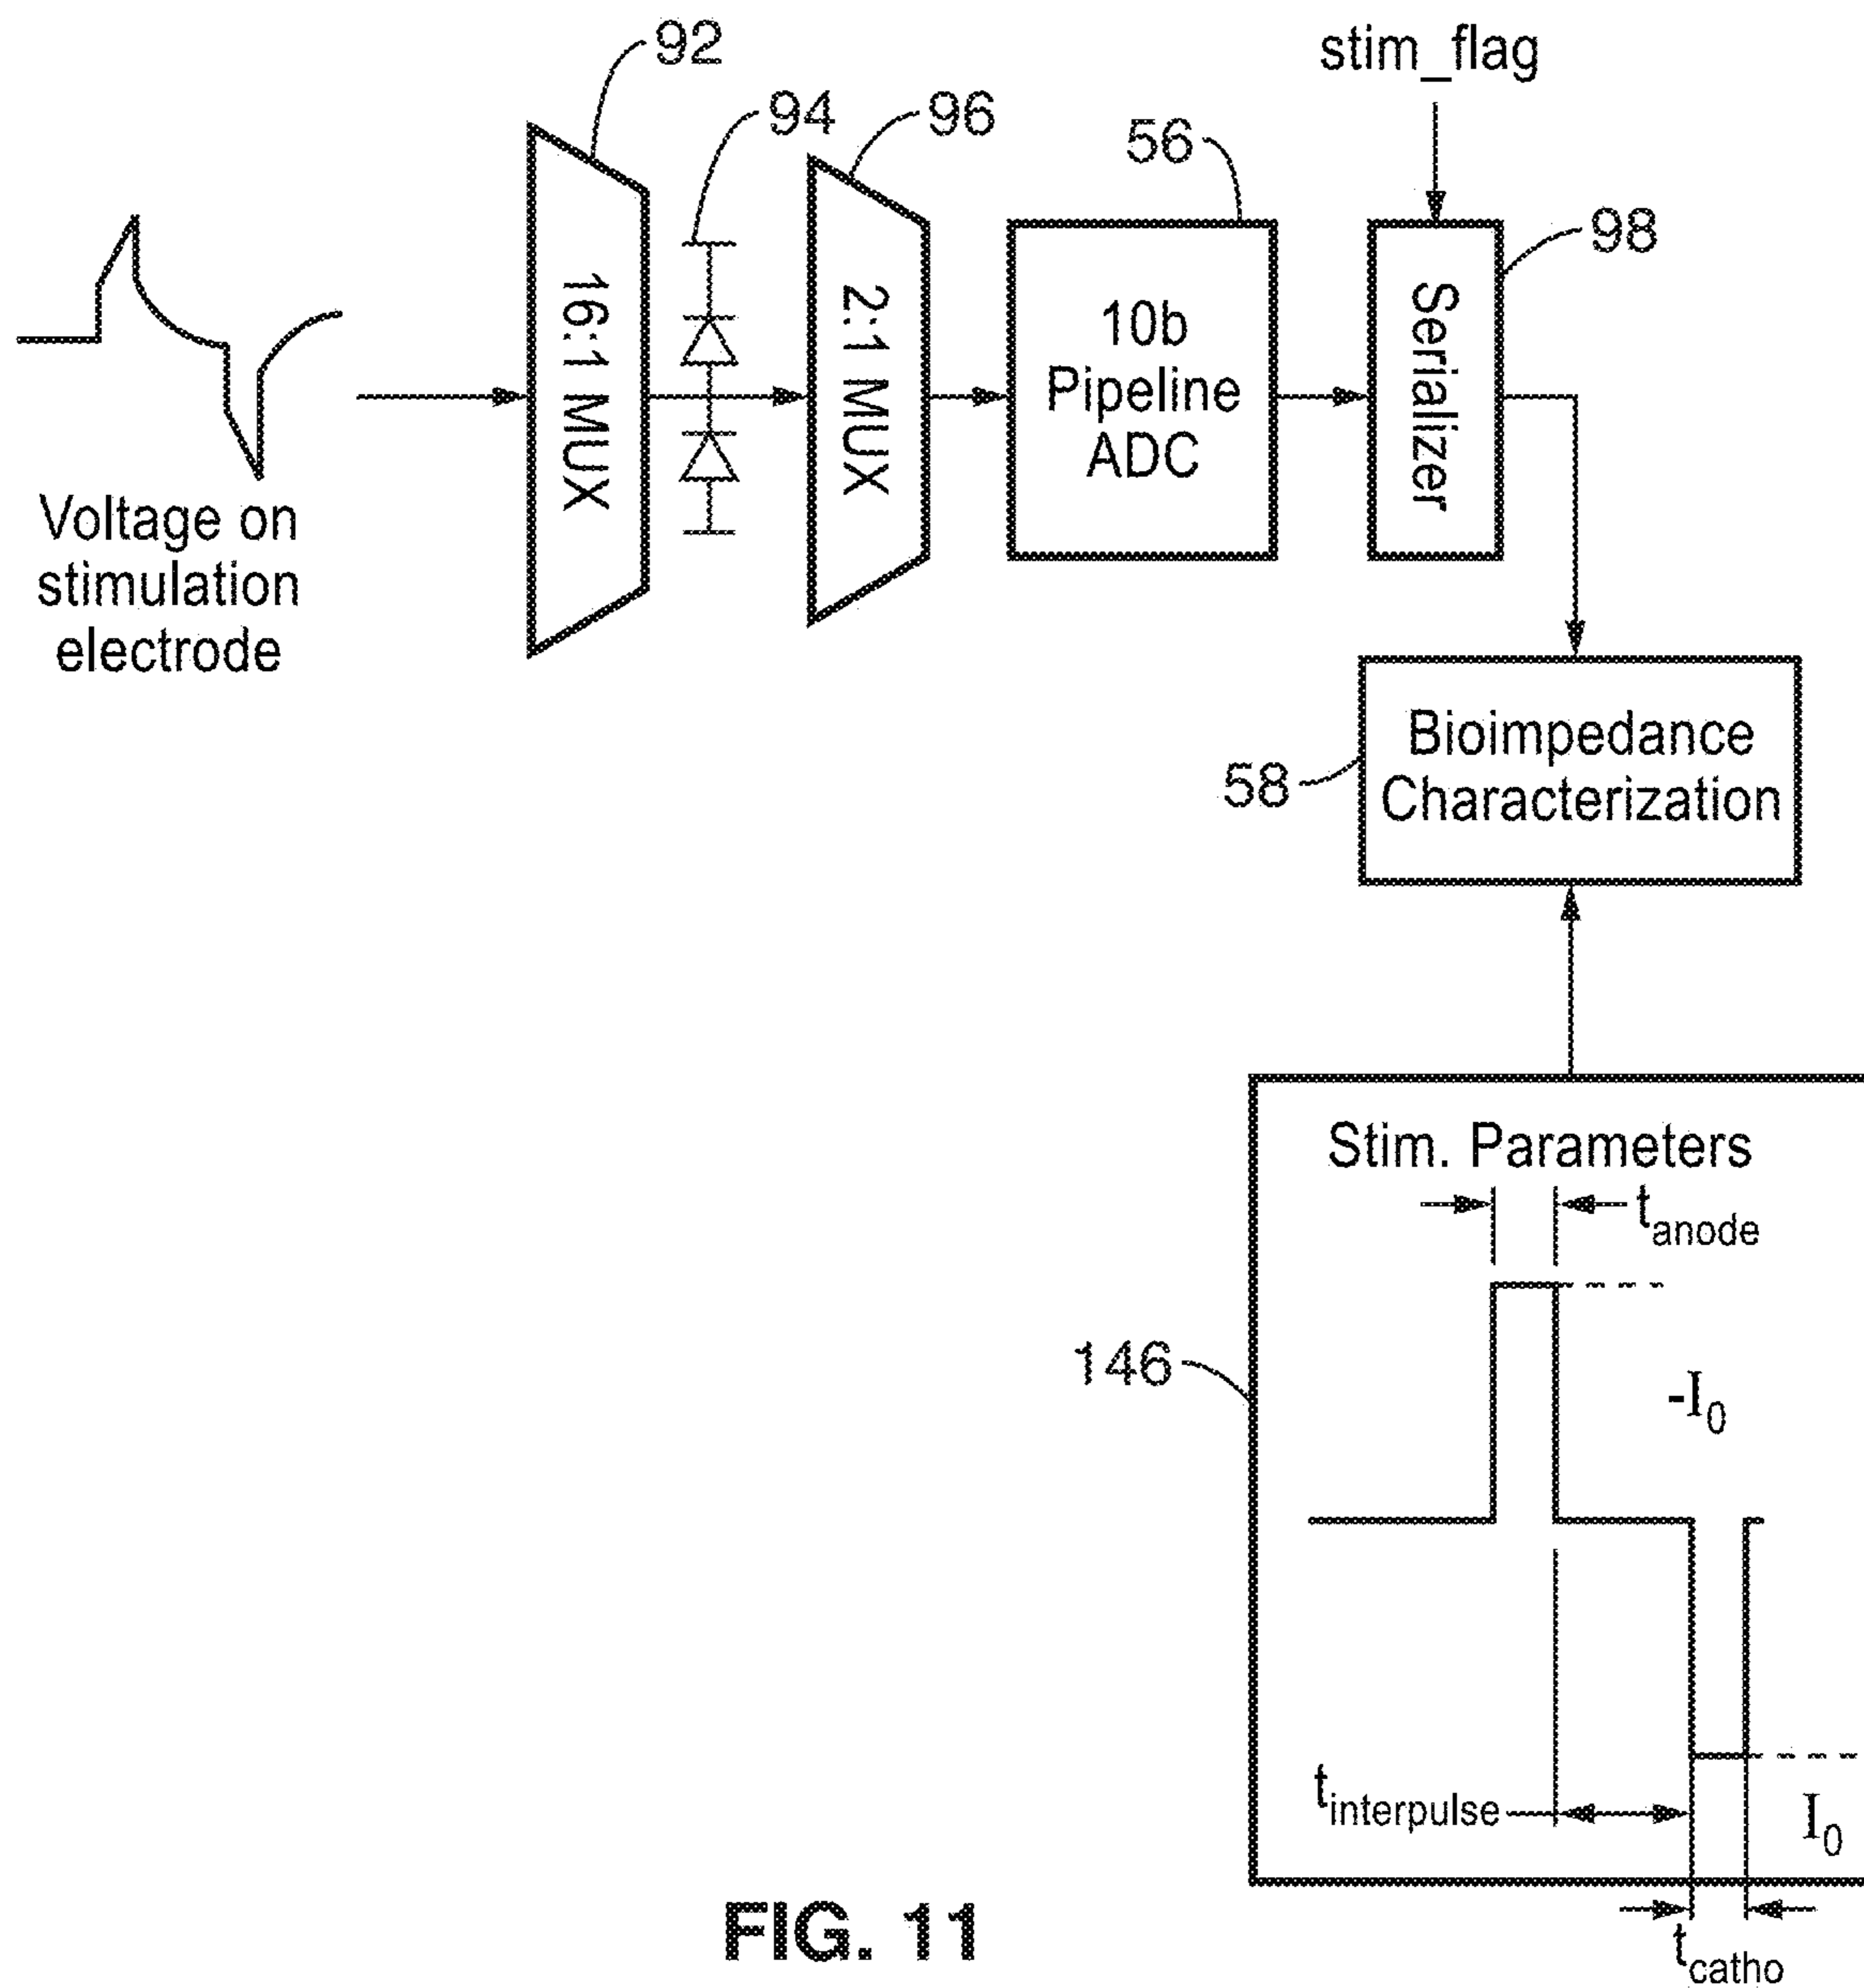 92
94
96
56
stim_flag
98
16:1 MUX
2:1 MUX
10b
Pipeline
ADC
Serializer
Voltage on
stimulation
electrode
58
Bioimpedance
Characterization
146
Stim. Parameters
t_anode
-I_0
t_interpulse
I_0
t_catho
FIG. 11